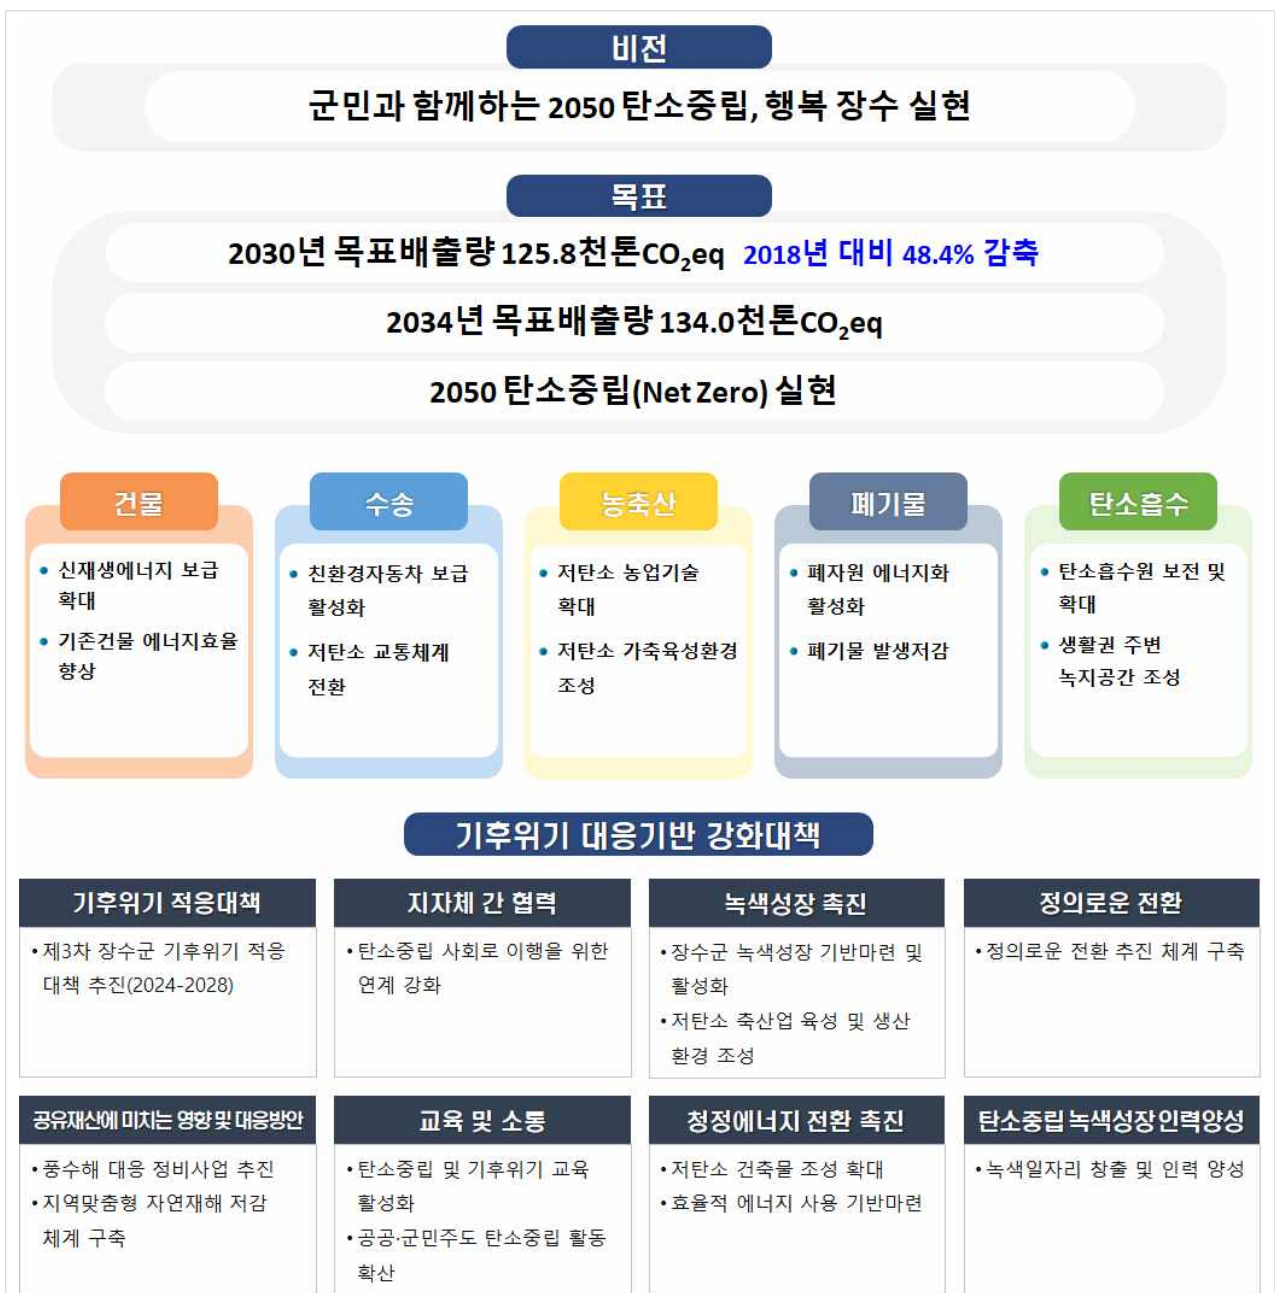 비전
군민과 함께하는 2050 탄소중립, 행복 장수 실현
목표
2030년 목표배출량 125.8천톤CO₂eq 2018년 대비 48.4% 감축
2034년 목표배출량 134.0천톤CO₂eq
2050 탄소중립(Net Zero) 실현
건물
• 신재생에너지 보급
확대
• 기존건물 에너지효율
향상
수송
• 친환경자동차 보급
활성화
• 저탄소 교통체계
전환
농축산
• 저탄소 농업기술
확대
• 저탄소 가축육성환경
조성
폐기물
• 폐자원 에너지화
활성화
• 폐기물 발생저감
탄소흡수
• 탄소흡수원 보전 및
확대
• 생활권 주변
녹지공간 조성
기후위기 대응기반 강화대책
기후위기 적응대책
• 제3차 장수군 기후위기 적응
대책 추진(2024-2028)
지자체 간 협력
• 탄소중립 사회로 이행을 위한
연계 강화
녹색성장 촉진
• 장수군 녹색성장 기반마련 및
활성화
• 저탄소 축산업 육성 및 생산
환경 조성
정의로운 전환
• 정의로운 전환 추진 체계 구축
공유재산에 미치는 영향 및 대응방안
• 풍수해 대응 정비사업 추진
• 지역맞춤형 자연재해 저감
체계 구축
교육 및 소통
• 탄소중립 및 기후위기 교육
활성화
• 공공·군민주도 탄소중립 활동
확산
청정에너지 전환 촉진
• 저탄소 건축물 조성 확대
• 효율적 에너지 사용 기반마련
탄소중립 녹색성장 인력양성
• 녹색일자리 창출 및 인력 양성